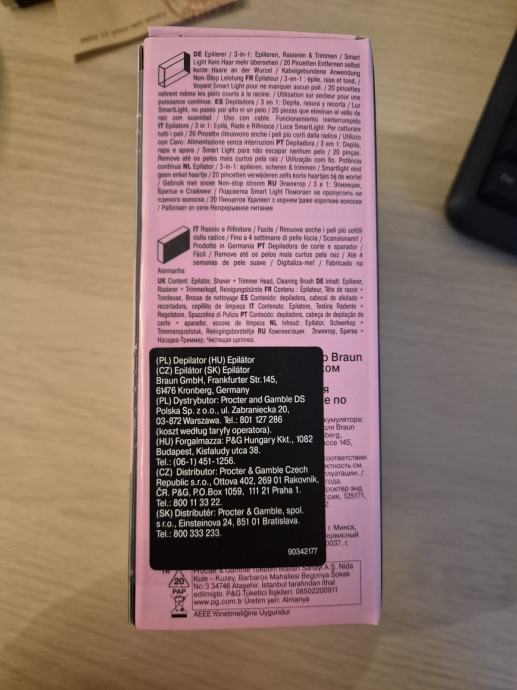 DE Epilierer / 3-in-1: Epilieren, Rasieren & Trimmen / Smart
Light Kein Haar mehr übersehen / 20 Pinzetten Entfernen selbst
kurze Haare an der Wurzel / Kabelgebundene Anwendung
Non-Stop Leistung FR Épilateur / 3-en-1 : épile, rase et tond. /
Voyant Smart Light pour ne manquer aucun poil. / 20 pincettes
retirent même les poils courts à la racine. / Utilisation sur secteur pour une
puissance continue. ES Depiladora / 3 en 1: Depila, rasura y recorta / Luz
SmartLight, no pases por alto ni un pelo / 20 pinzas que eliminan el vello de
raíz con suavidad / Uso con cable. Funcionamiento ininterrumpido
IT Epilatore / 3 in 1: Epila, Rade e Rifinisce / Luce SmartLight: Per catturare
tutti i peli / 20 Pinzette rimuovono anche i peli più corti dalla radice / Utilizzo
con Cavo: Alimentazione senza interruzioni PT Depiladora / 3 em 1: Depila,
rapa e apara / Smart Light para não escapar nenhum pelo / 20 pinças.
Remove até os pelos mais curtos pela raiz / Utilização com fio. Potência
contínua NL Epilator / 3-in-1: epileren, scheren & trimmen / Smartlight mist
geen enkel haartje / 20 pincetten verwijderen zelfs korte haartjes bij de wortel
/ Gebruik met snoer Non-stop stroom RU Эпилятор / 3 в 1: Эпиляция,
Бритье и Стайлинг / Подсветка Smart Light Помогает не пропустить ни
единого волоска / 20 Пинцетов Удаляют с корнем даже короткие волоски
/ Работает от сети Непрерывное питание
IT Rasoio e Rifinitore / Facile / Rimuove anche i peli più sottili
dalla radice / Fino a 4 settimane di pelle liscia / Scansionami!
Prodotto in Germania PT Depiladora de corte e aparador /
Fácil / Remove até os pelos mais curtos pela raiz / Até 4
semanas de pele suave / Digitaliza-me! / Fabricado na
Alemanha
UK Content: Epilator, Shaver + Trimmer Head, Cleaning Brush DE Inhalt: Epilierer,
Rasierer + Trimmerkopf, Reinigungsbürste FR Contenu : Épilateur, Tête de rasoir +
Tondeuse, Brosse de nettoyage ES Contenido: depiladora, cabezal de afeitado +
recortadora, cepillo de limpieza IT Contenuto: Epilatore, Testina Radente +
Regolatore, Spazzolina di Pulizia PT Conteúdo: depiladora, cabeça de depilação de
corte + aparador, escova de limpeza NL Inhoud: Epilator, Scheerkop +
Trimmeropzetstuk, Reinigungsborsteltje RU Комплектация: Эпилятор, Бритва +
Насадка-Триммер, Чистящая щеточка.
(PL) Depilator (HU) Epilátor
(CZ) Epilátor (SK) Epilátor
Braun GmbH, Frankfurter Str. 145,
61476 Kronberg, Germany
(PL) Dystrybutor: Procter and Gamble DS
Polska Sp. z o.o., ul. Zabraniecka 20,
03-872 Warszawa. Tel.: 801 127 286
(koszt według taryfy operatora).
(HU) Forgalmazza: P&G Hungary Kkt., 1082
Budapest, Kisfaludy utca 38.
Tel.: (06-1) 451-1256.
(CZ) Distributor: Procter & Gamble Czech
Republic s.r.o., Ottova 402, 269 01 Rakovník,
ČR. P&G, P.O.Box 1059, 111 21 Praha 1.
Tel.: 800 11 33 22.
(SK) Distribútér: Procter & Gamble, spol.
s r.o., Einsteinova 24, 851 01 Bratislava.
Tel.: 800 333 233.
90342177
Braun
ком
я
е по
кумулятора:
для Braun
145,
соответствии
г. Минск,
TR Procter & Gamble Tüketim Malları Sanayi A.Ş. Nida
Kule – Kuzey, Barbaros Mahallesi Begonya Sokak
No:3 34746 Ataşehir, İstanbul tarafından ithal
edilmiştir. P&G Tüketici İlişkileri: 08502200911
www.pg.com.tr Üretim yeri: Almanya
AEEE Yönetmeliğine Uygundur
20
PAP